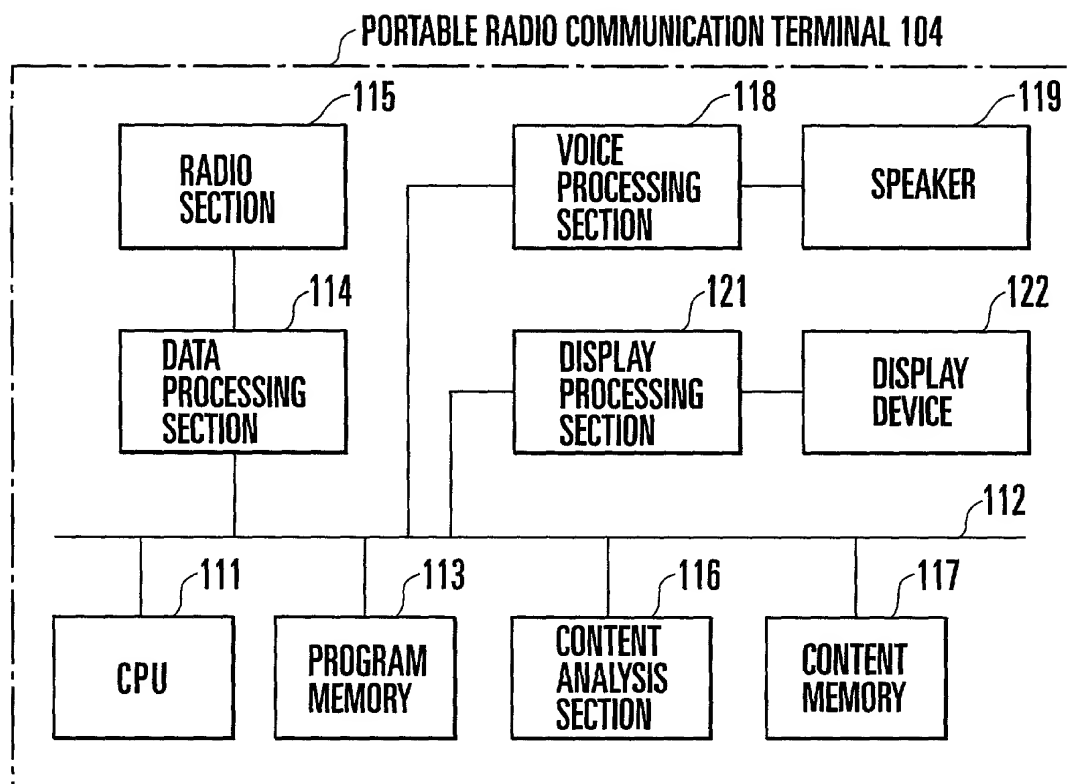 PORTABLE RADIO COMMUNICATION TERMINAL 104
115
118
119
RADIO
SECTION
VOICE
PROCESSING
SECTION
SPEAKER
114
121
122
DATA
PROCESSING
SECTION
DISPLAY
PROCESSING
SECTION
DISPLAY
DEVICE
112
111
113
116
117
CPU
PROGRAM
MEMORY
CONTENT
ANALYSIS
SECTION
CONTENT
MEMORY